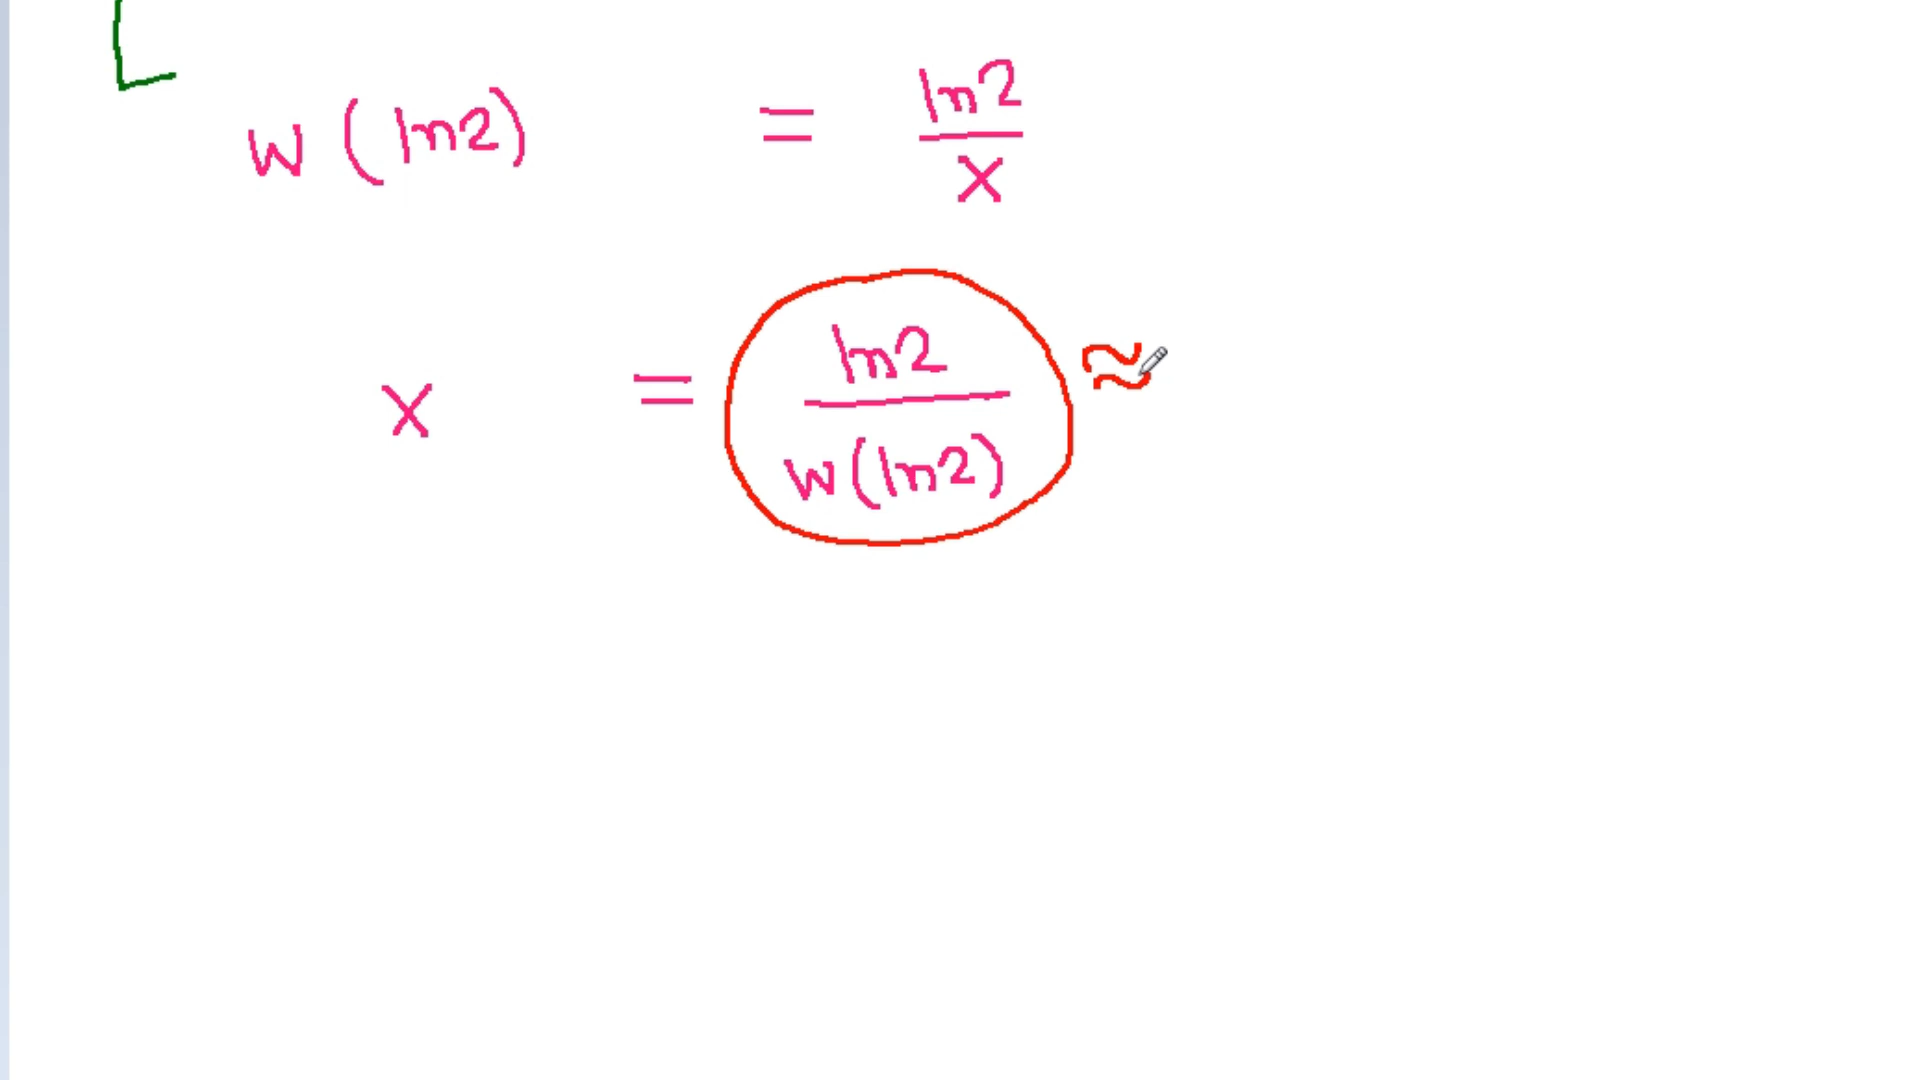 W (ln2) = ln2/x
x = ln2/W(ln2) ≈